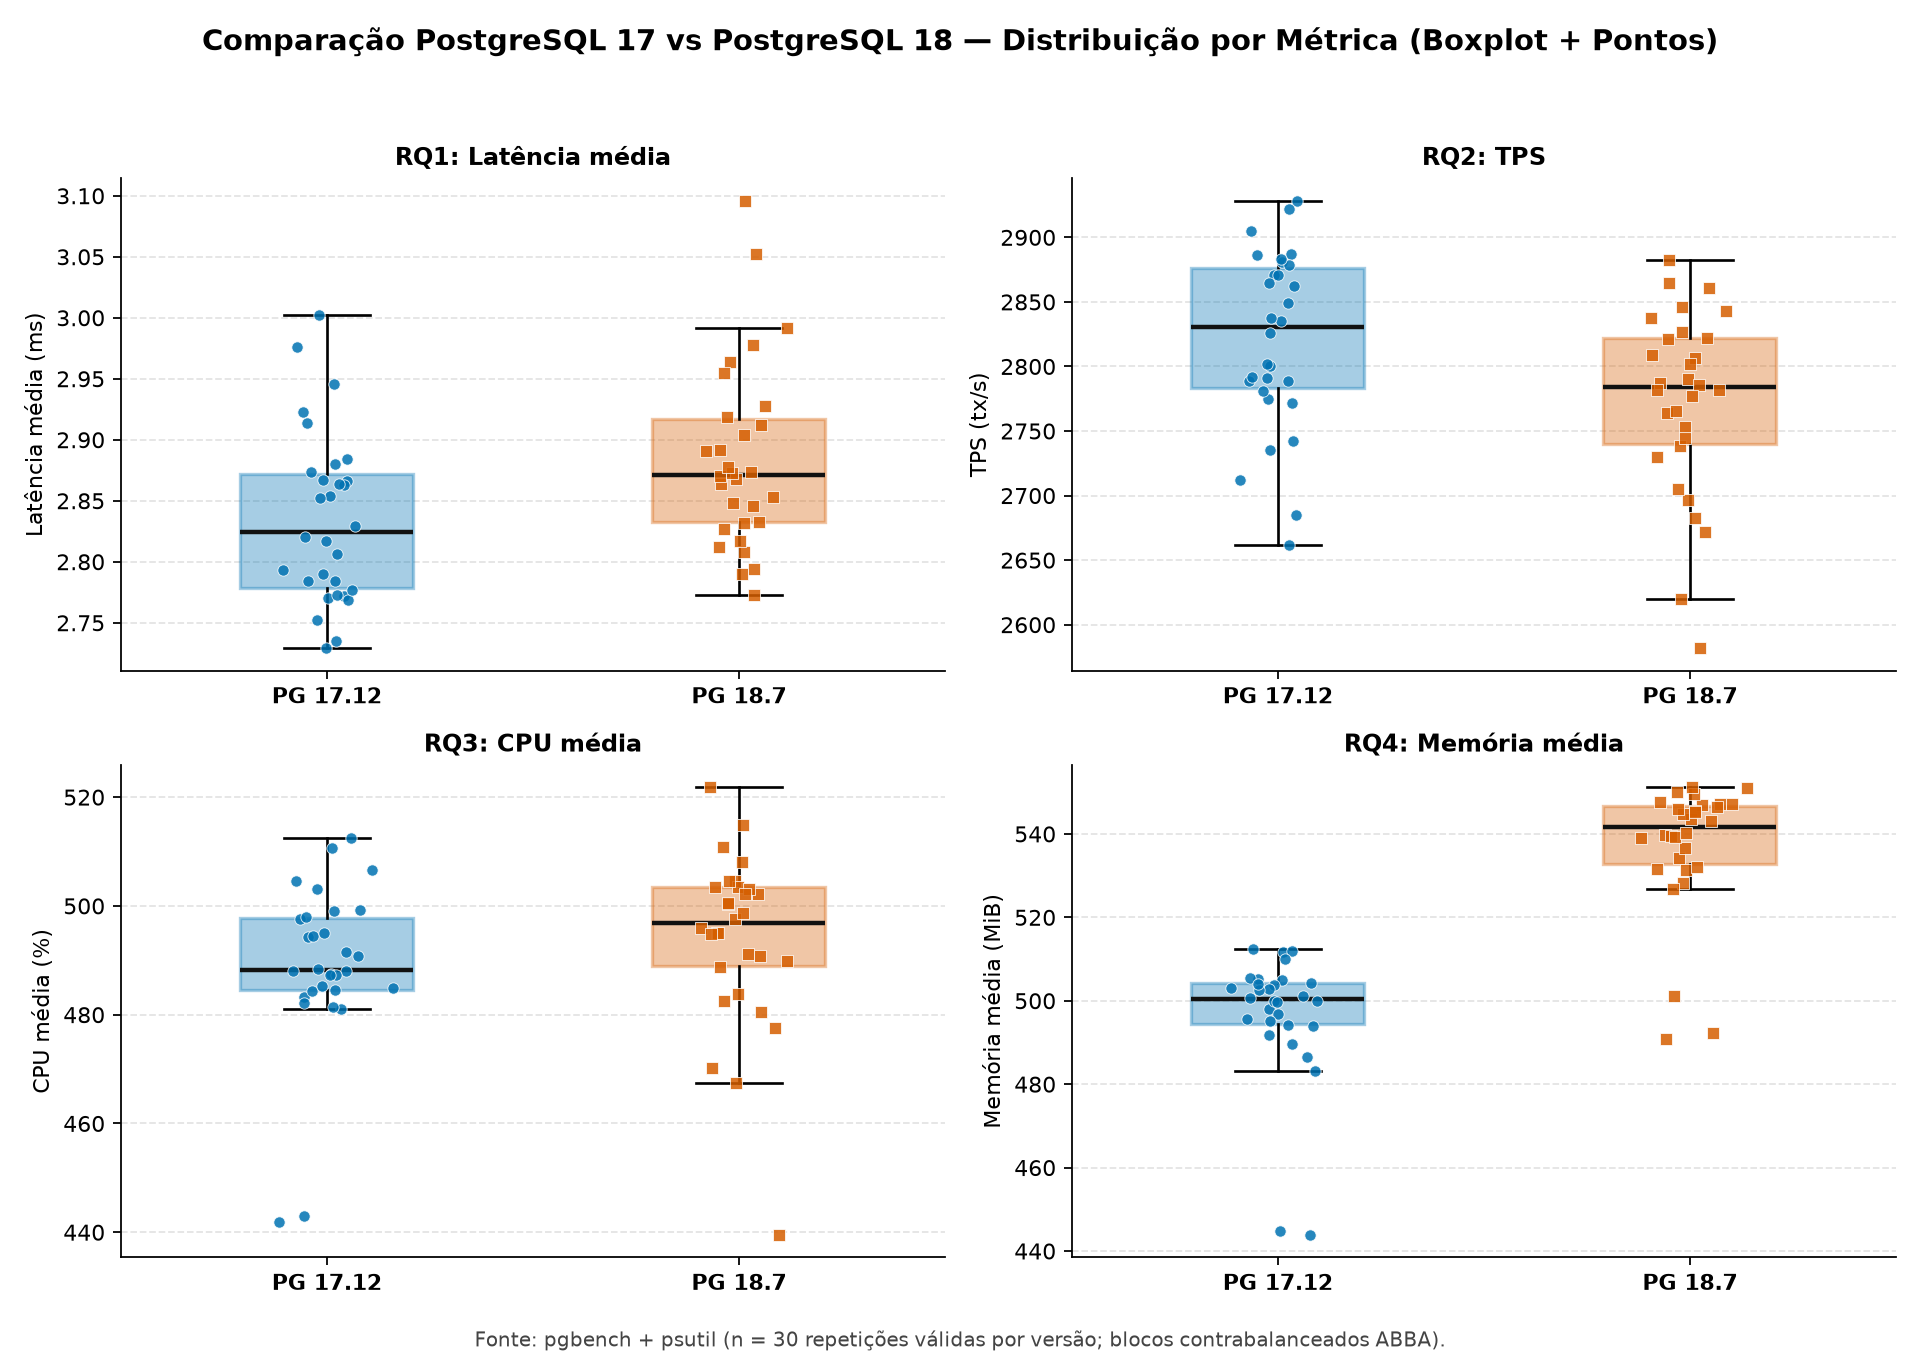 Comparação PostgreSQL 17 vs PostgreSQL 18 — Distribuição por Métrica (Boxplot + Pontos)
RQ1: Latência média
Latência média (ms)
3.10
3.05
3.00
2.95
2.90
2.85
2.80
2.75
PG 17.12
PG 18.7
RQ2: TPS
TPS (tx/s)
2900
2850
2800
2750
2700
2650
2600
PG 17.12
PG 18.7
RQ3: CPU média
CPU média (%)
520
500
480
460
440
PG 17.12
PG 18.7
RQ4: Memória média
Memória média (MiB)
540
520
500
480
460
440
PG 17.12
PG 18.7
Fonte: pgbench + psutil (n = 30 repetições válidas por versão; blocos contrabalanceados ABBA).